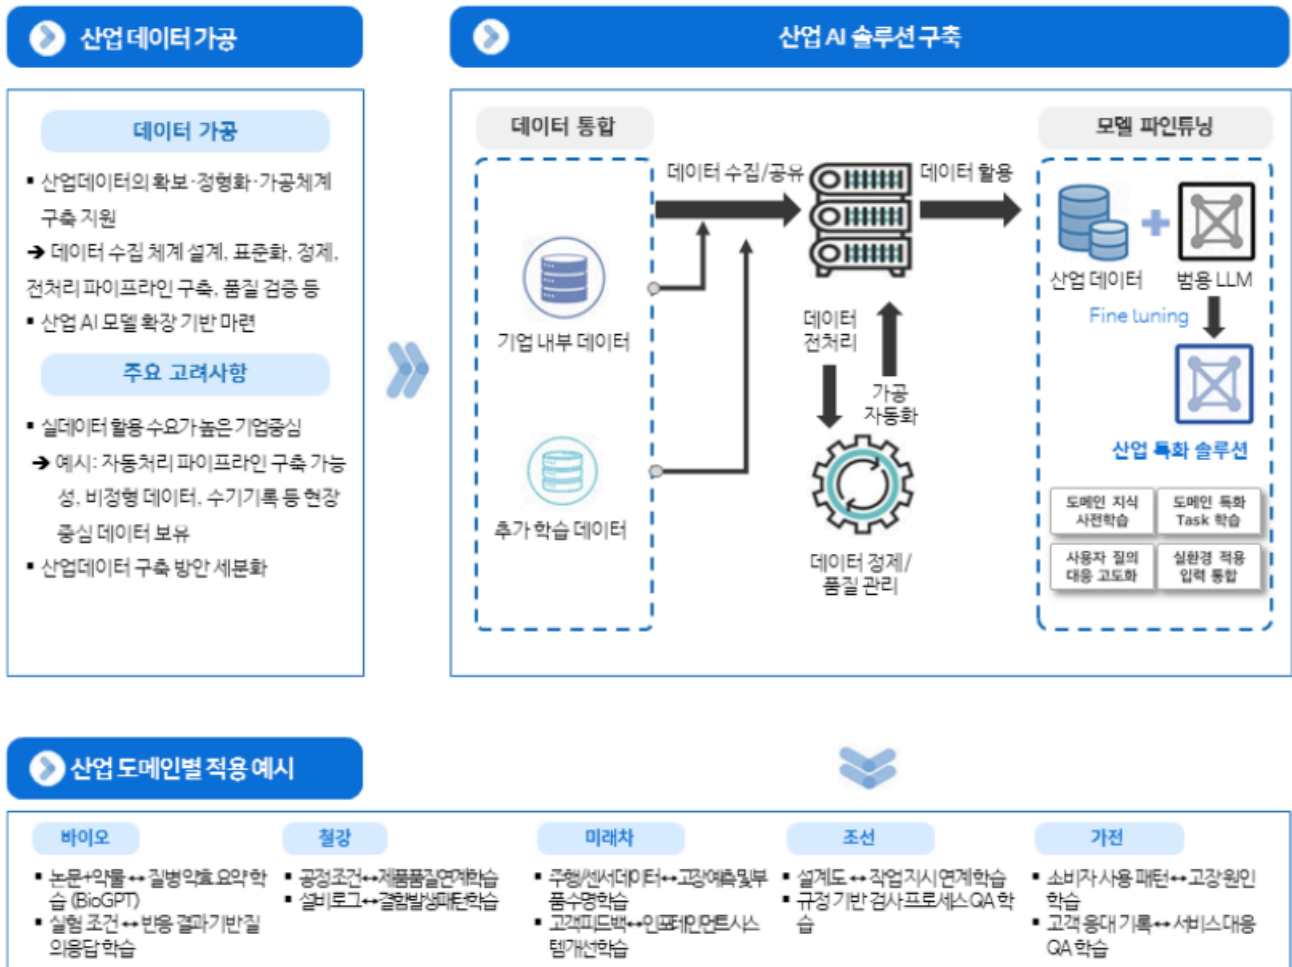 산업 데이터 가공
산업 AI 솔루션 구축
데이터 가공
▪ 산업데이터의 확보·정형화·가공체계
구축 지원
➔ 데이터 수집 체계 설계, 표준화, 정제,
전처리 파이프라인 구축, 품질 검증 등
▪ 산업 AI 모델 확장 기반 마련
주요 고려사항
▪ 실데이터 활용 수요가 높은 기업중심
➔ 예시: 자동처리 파이프라인 구축 가능
성, 비정형 데이터, 수기기록 등 현장
중심 데이터 보유
▪ 산업데이터 구축 방안 세분화
데이터 통합
기업 내부 데이터
추가 학습 데이터
데이터 수집/공유
데이터 활용
데이터
전처리
가공
자동화
데이터 정제/
품질 관리
모델 파인튜닝
산업 데이터
범용 LLM
Fine tuning
산업 특화 솔루션
도메인 지식
사전학습
도메인 특화
Task 학습
사용자 질의
대응 고도화
실환경 적용
입력 통합
산업 도메인별 적용 예시
바이오
▪ 논문+약물 ↔ 질병 약효 요약 학
습 (BioGPT)
▪ 실험 조건 ↔ 반응 결과 기반 질
의응답 학습
철강
▪ 공정조건↔제품품질연계학습
▪ 설비로그↔결함발생패턴학습
미래차
▪ 주행/센서데이터↔고장예측및부
품수명학습
▪ 고객피드백↔인포테인먼트시스
템개선학습
조선
▪ 설계도 ↔ 작업 지시 연계 학습
▪ 규정 기반 검사 프로세스 QA 학
습
가전
▪ 소비자 사용 패턴 ↔ 고장 원인
학습
▪ 고객 응대 기록 ↔ 서비스 대응
QA 학습